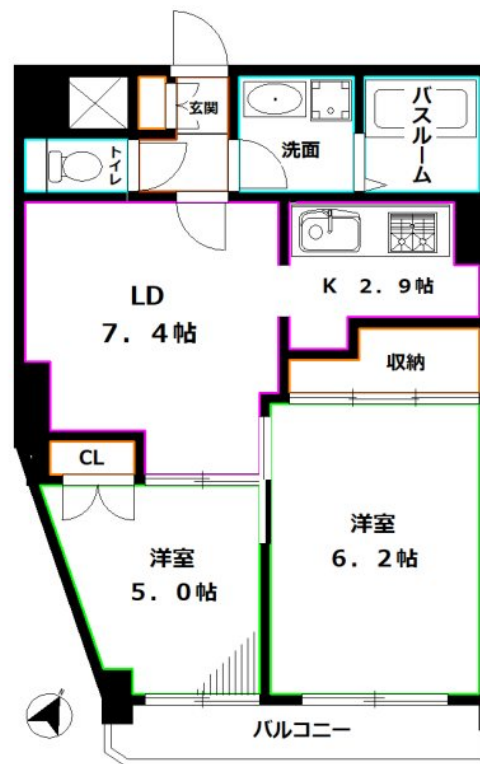 玄関
洗面
バスルーム
トイレ
LD
7．4帖
K 2．9帖
収納
CL
洋室
5．0帖
洋室
6．2帖
N
バルコニー